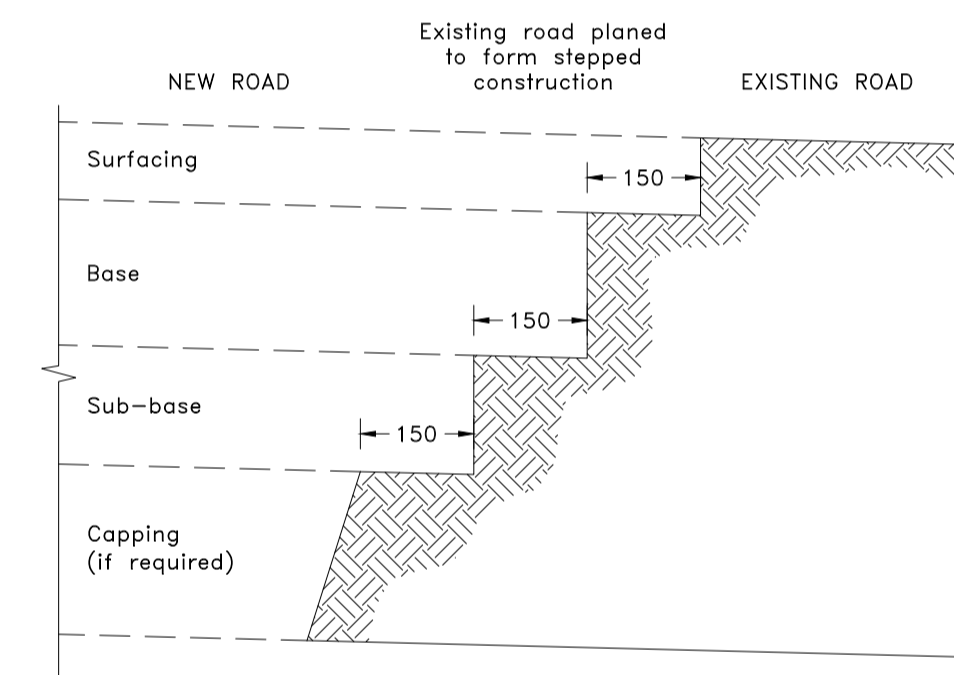 Existing road planed
to form stepped
construction
NEW ROAD
EXISTING ROAD
Surfacing
150
Base
150
Sub-base
150
Capping
(if required)